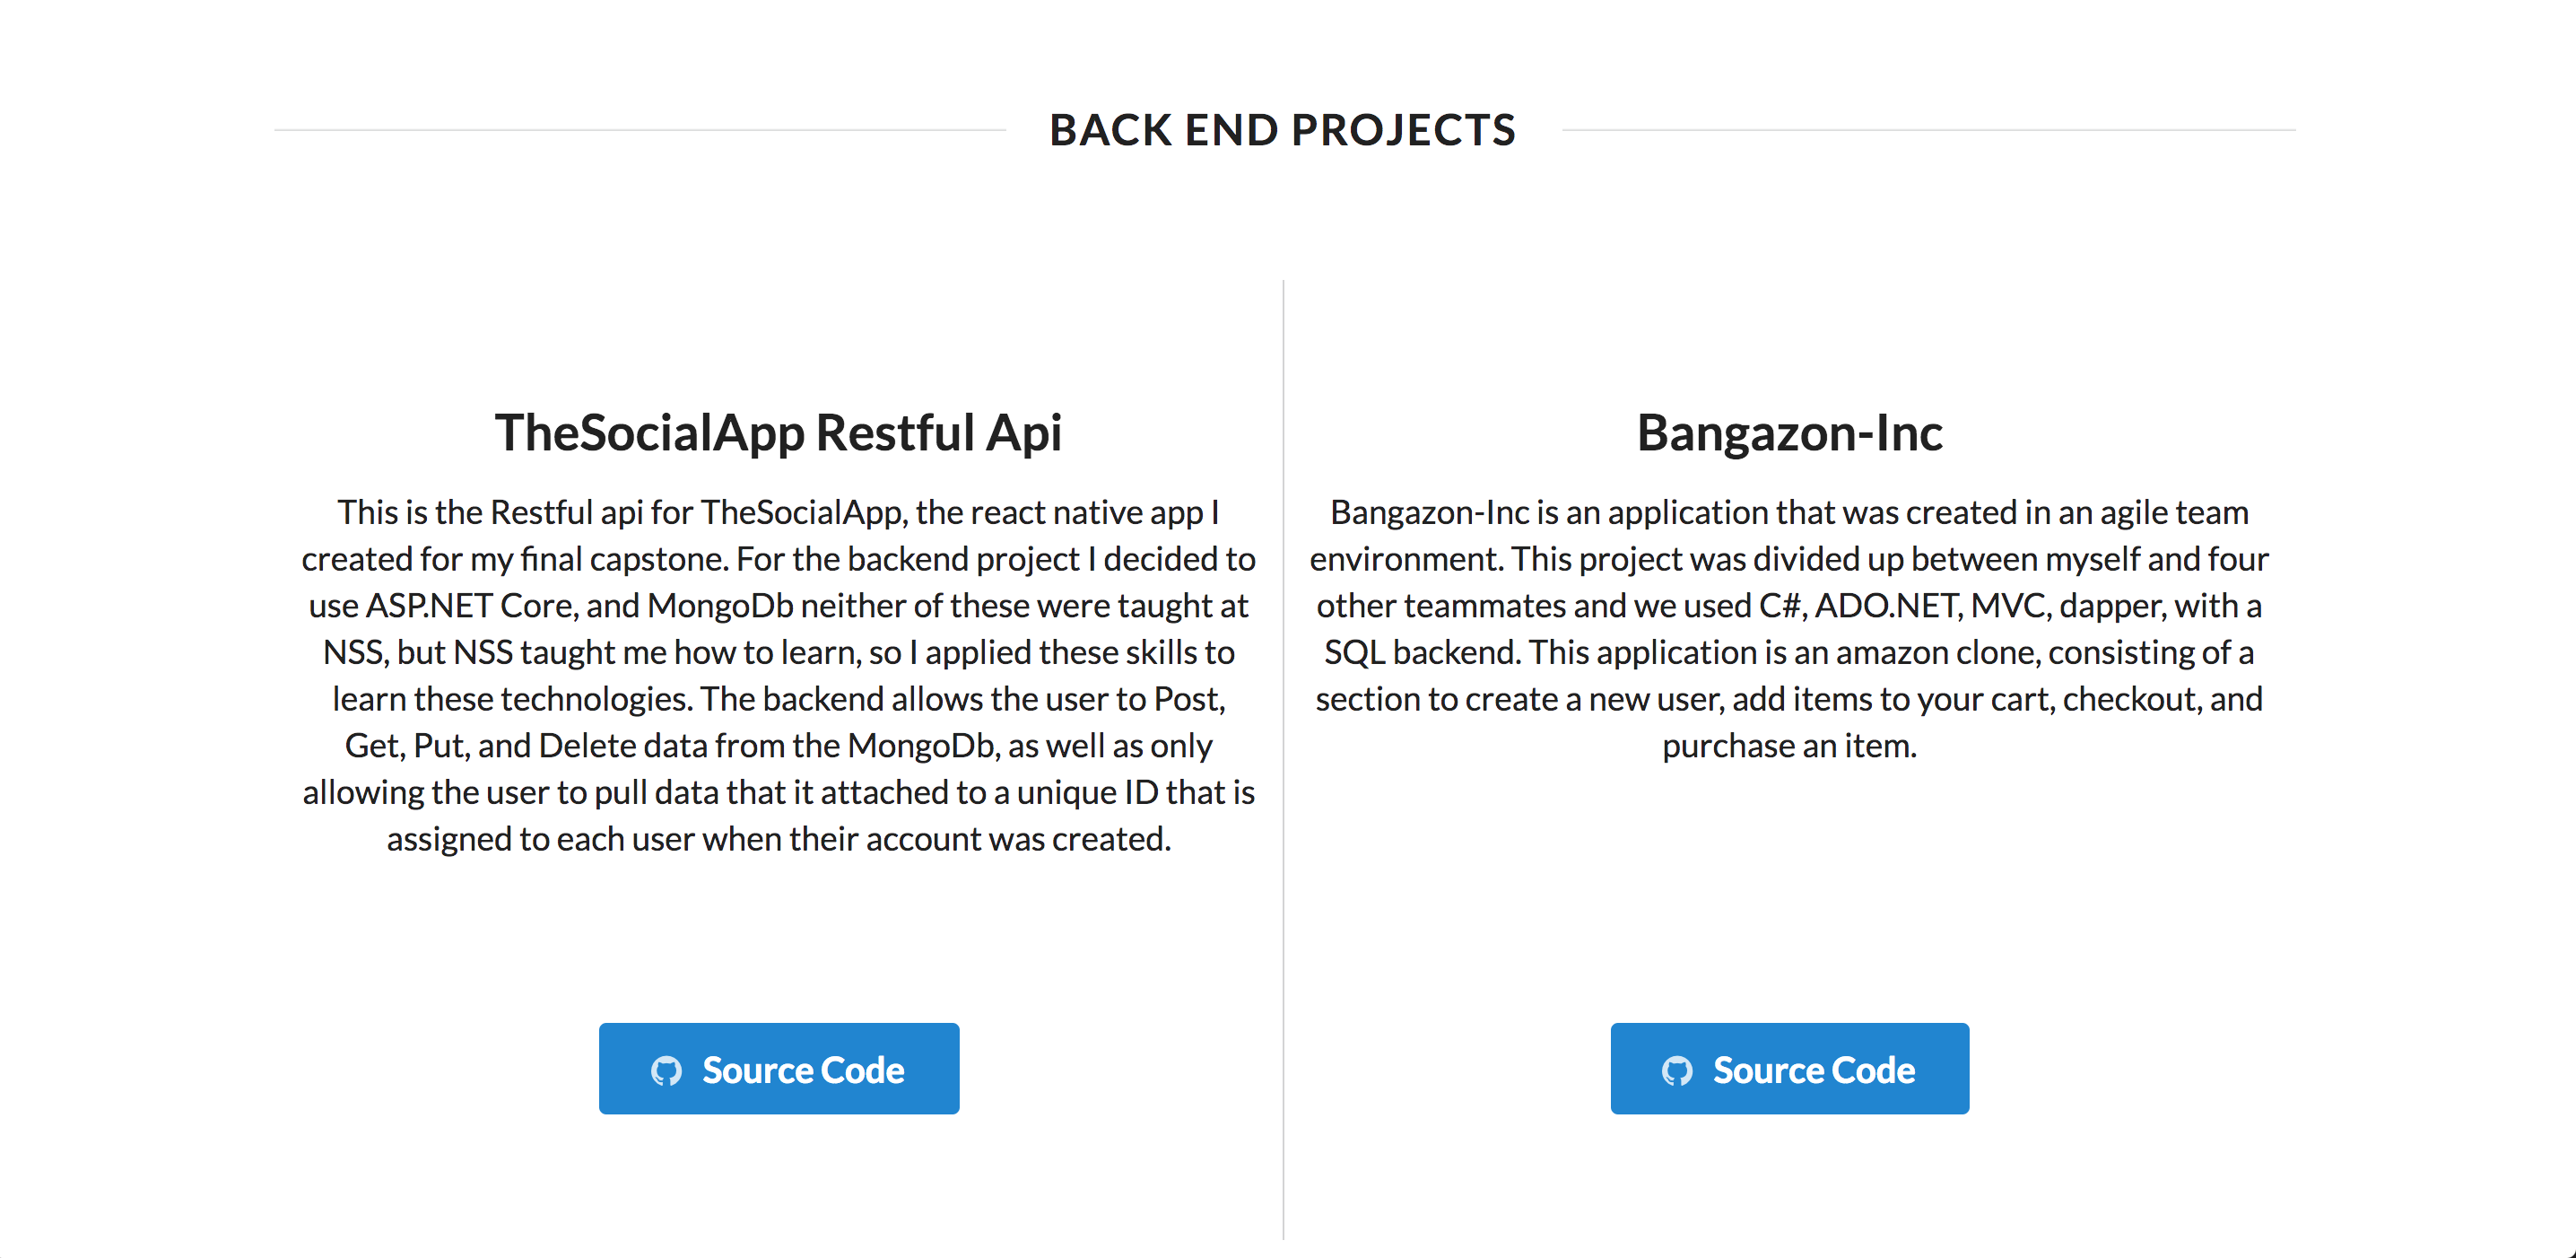 BACK END PROJECTS
TheSocialApp Restful Api
This is the Restful api for TheSocialApp, the react native app I
created for my final capstone. For the backend project I decided to
use ASP.NET Core, and MongoDb neither of these were taught at
NSS, but NSS taught me how to learn, so I applied these skills to
learn these technologies. The backend allows the user to Post,
Get, Put, and Delete data from the MongoDb, as well as only
allowing the user to pull data that it attached to a unique ID that is
assigned to each user when their account was created.
Source Code
Bangazon-Inc
Bangazon-Inc is an application that was created in an agile team
environment. This project was divided up between myself and four
other teammates and we used C#, ADO.NET, MVC, dapper, with a
SQL backend. This application is an amazon clone, consisting of a
section to create a new user, add items to your cart, checkout, and
purchase an item.
Source Code